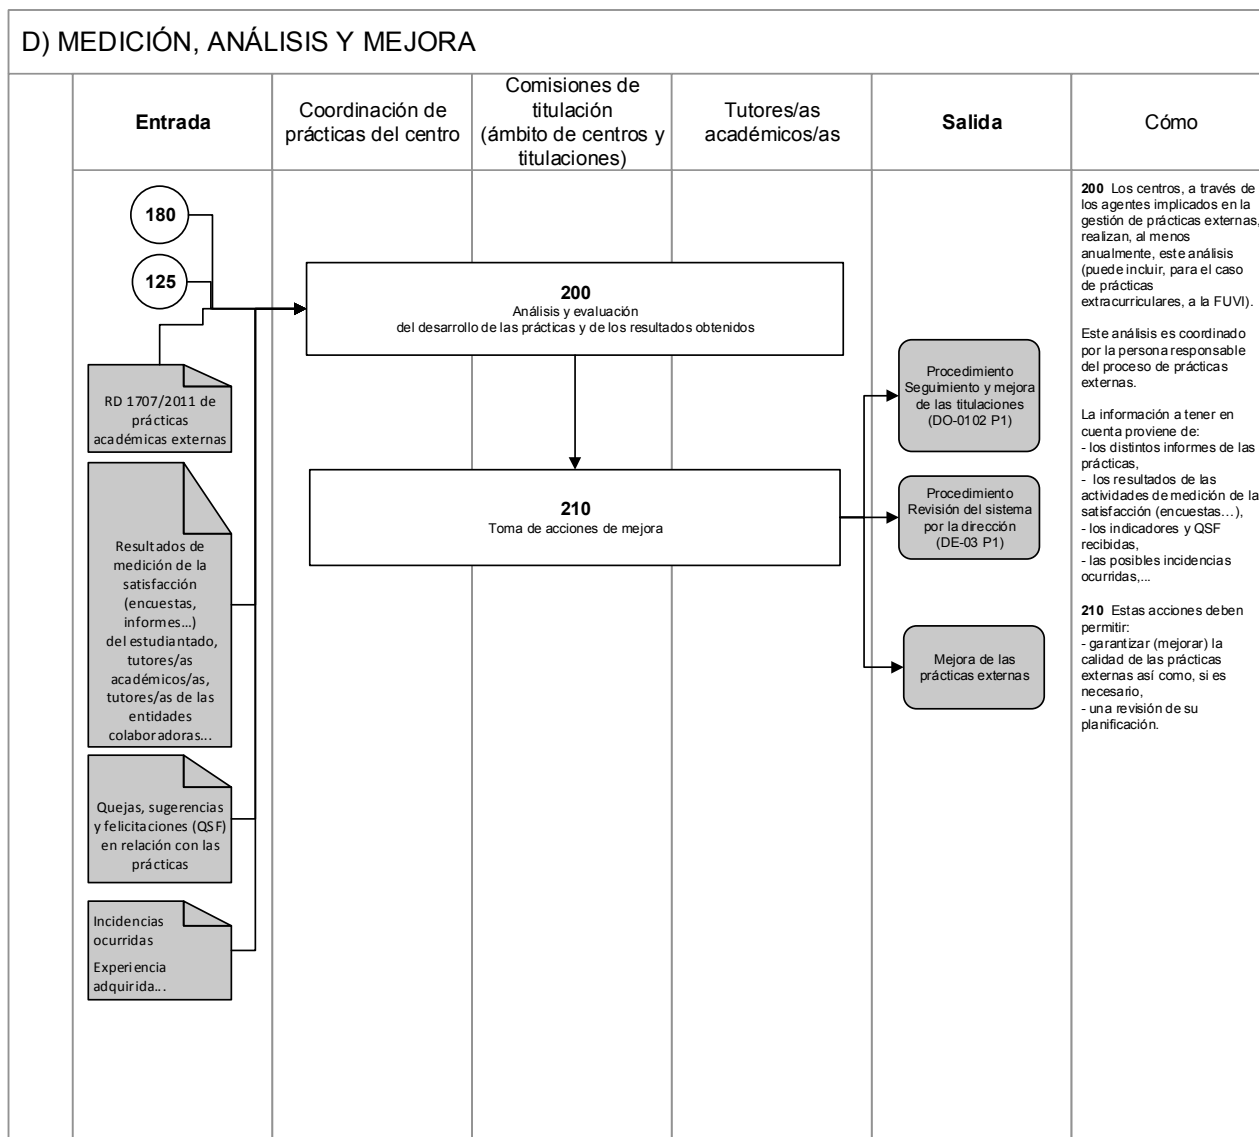 D) MEDICIÓN, ANÁLISIS Y MEJORA
Entrada
Coordinación de
prácticas del centro
Comisiones de
titulación
(ámbito de centros y
titulaciones)
Tutores/as
académicos/as
Salida
Cómo
180
125
RD 1707/2011 de
prácticas
académicas externas
Resultados de
medición de la
satisfacción
(encuestas,
informes...)
del estudiantado,
tutores/as
académicos/as,
tutores/as de las
entidades
colaboradoras...
Quejas, sugerencias
y felicitaciones (QSF)
en relación con las
prácticas
Incidencias
ocurridas
Experiencia
adquirida...
200
Análisis y evaluación
del desarrollo de las prácticas y de los resultados obtenidos
210
Toma de acciones de mejora
Procedimiento
Seguimiento y mejora
de las titulaciones
(DO-0102 P1)
Procedimiento
Revisión del sistema
por la dirección
(DE-03 P1)
Mejora de las
prácticas externas
200 Los centros, a través de
los agentes implicados en la
gestión de prácticas externas,
realizan, al menos
anualmente, este análisis
(puede incluir, para el caso
de prácticas
extracurriculares, a la FUVI).
Este análisis es coordinado
por la persona responsable
del proceso de prácticas
externas.
La información a tener en
cuenta proviene de:
- los distintos informes de las
prácticas,
- los resultados de las
actividades de medición de la
satisfacción (encuestas...),
- los indicadores y QSF
recibidas,
- las posibles incidencias
ocurridas,...
210 Estas acciones deben
permitir:
- garantizar (mejorar) la
calidad de las prácticas
externas así como, si es
necesario,
- una revisión de su
planificación.